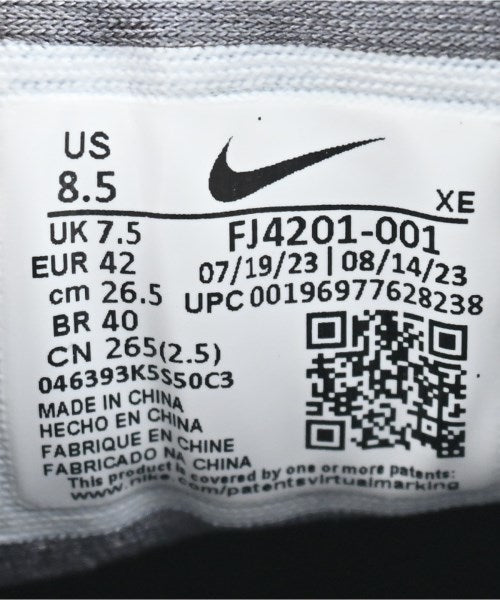 US
8.5
XE
UK 7.5
FJ4201-001
EUR 42
07/19/23 | 08/14/23
cm 26.5
UPC 00196977628238
BR 40
CN 265(2.5)
046393K5S50C3
MADE IN CHINA
HECHO EN CHINA
FABRIQUE EN CHINE
FABRICADO NA CHINA
This product is covered by one or more patents:
www.nike.com/patentsvirtualmarking